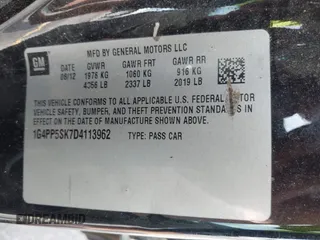 GM
MFD BY GENERAL MOTORS LLC
DATE GVWR GAWR FRT GAWR RR
08/12 1976 KG 1060 KG 916 KG
4356 LB 2337 LB 2019 LB
THIS VEHICLE CONFORMS TO ALL APPLICABLE U.S. FEDERAL MOTOR
VEHICLE SAFETY, BUMPER, AND THEFT PREVENTION STANDARDS
IN EFFECT ON THE DATE OF MANUFACTURE SHOWN ABOVE.
1G4PP5SK7D4113962 TYPE: PASS CAR